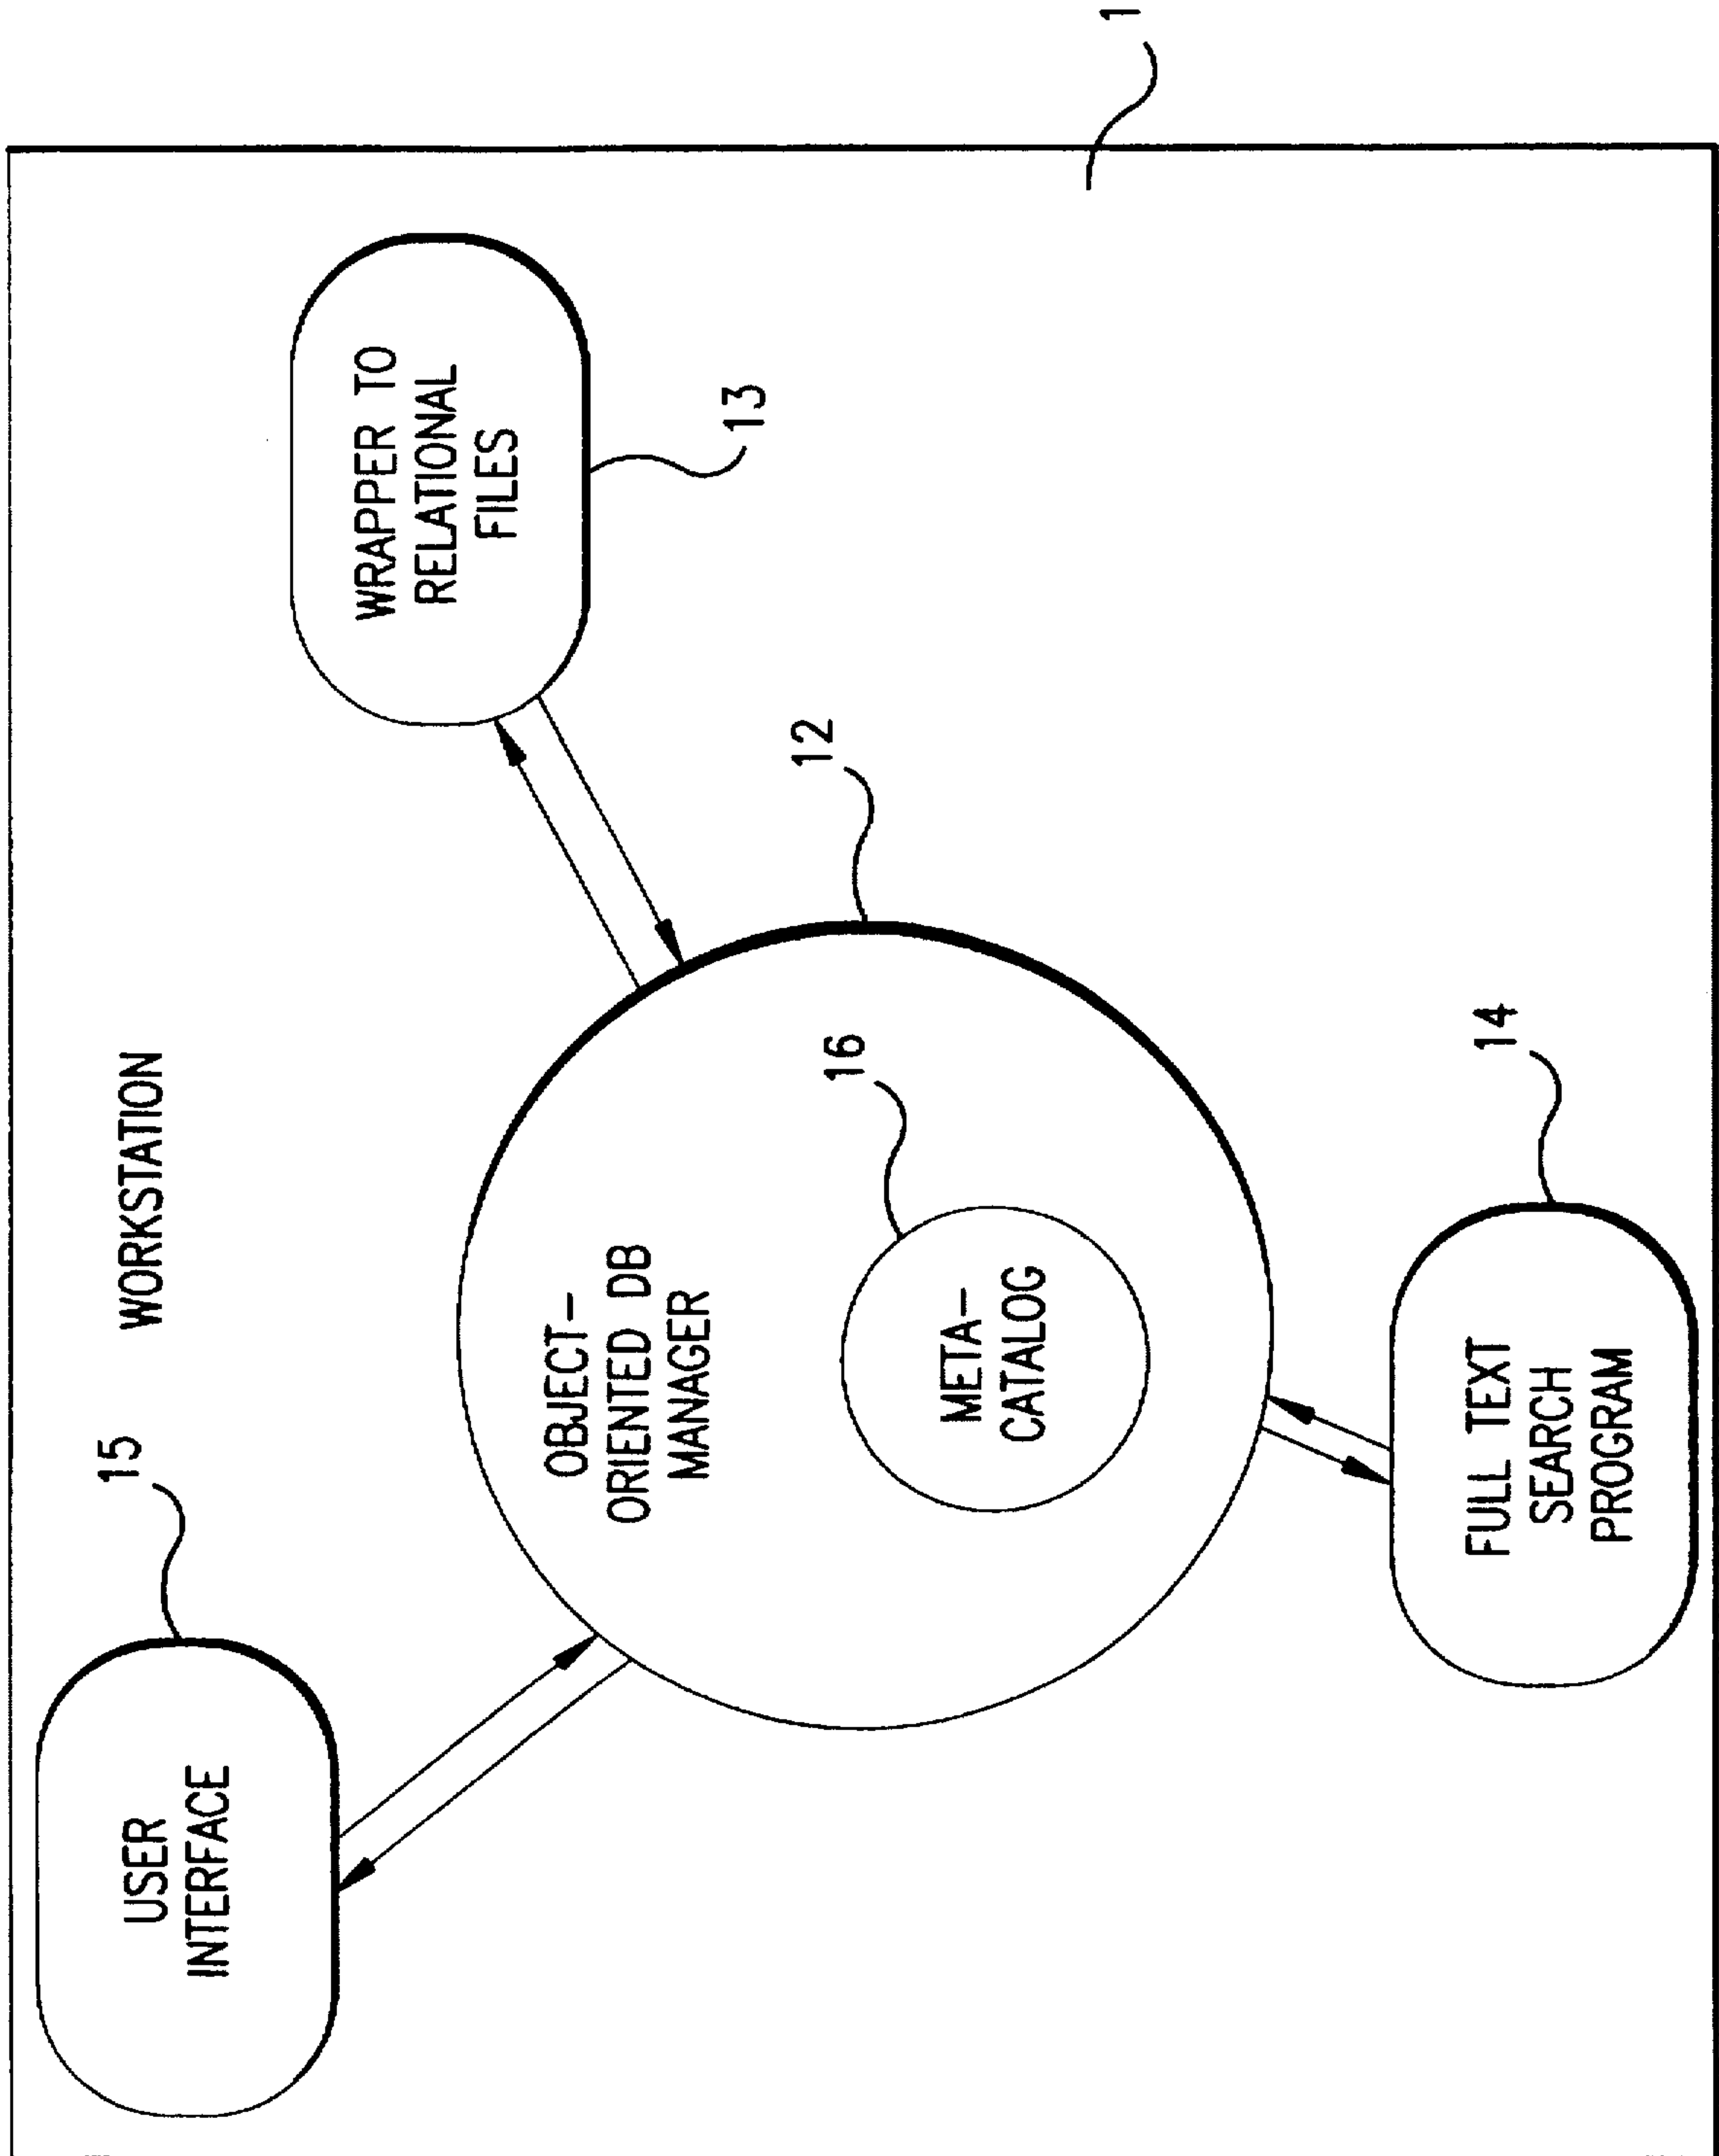 WORKSTATION
15
USER
INTERFACE
12
OBJECT-
ORIENTED DB
MANAGER
16
META-
CATALOG
13
WRAPPER TO
RELATIONAL
FILES
14
FULL TEXT
SEARCH
PROGRAM
1